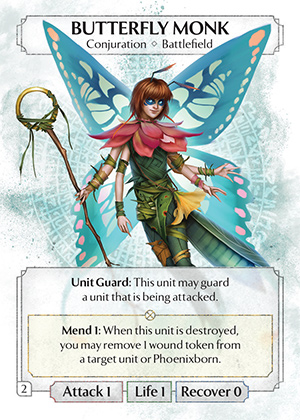 BUTTERFLY MONK
Conjuration ◇ Battlefield
Unit Guard: This unit may guard
a unit that is being attacked.
Mend 1: When this unit is destroyed,
you may remove 1 wound token from
a target unit or Phoenixborn.
2
Attack 1 Life 1 Recover 0